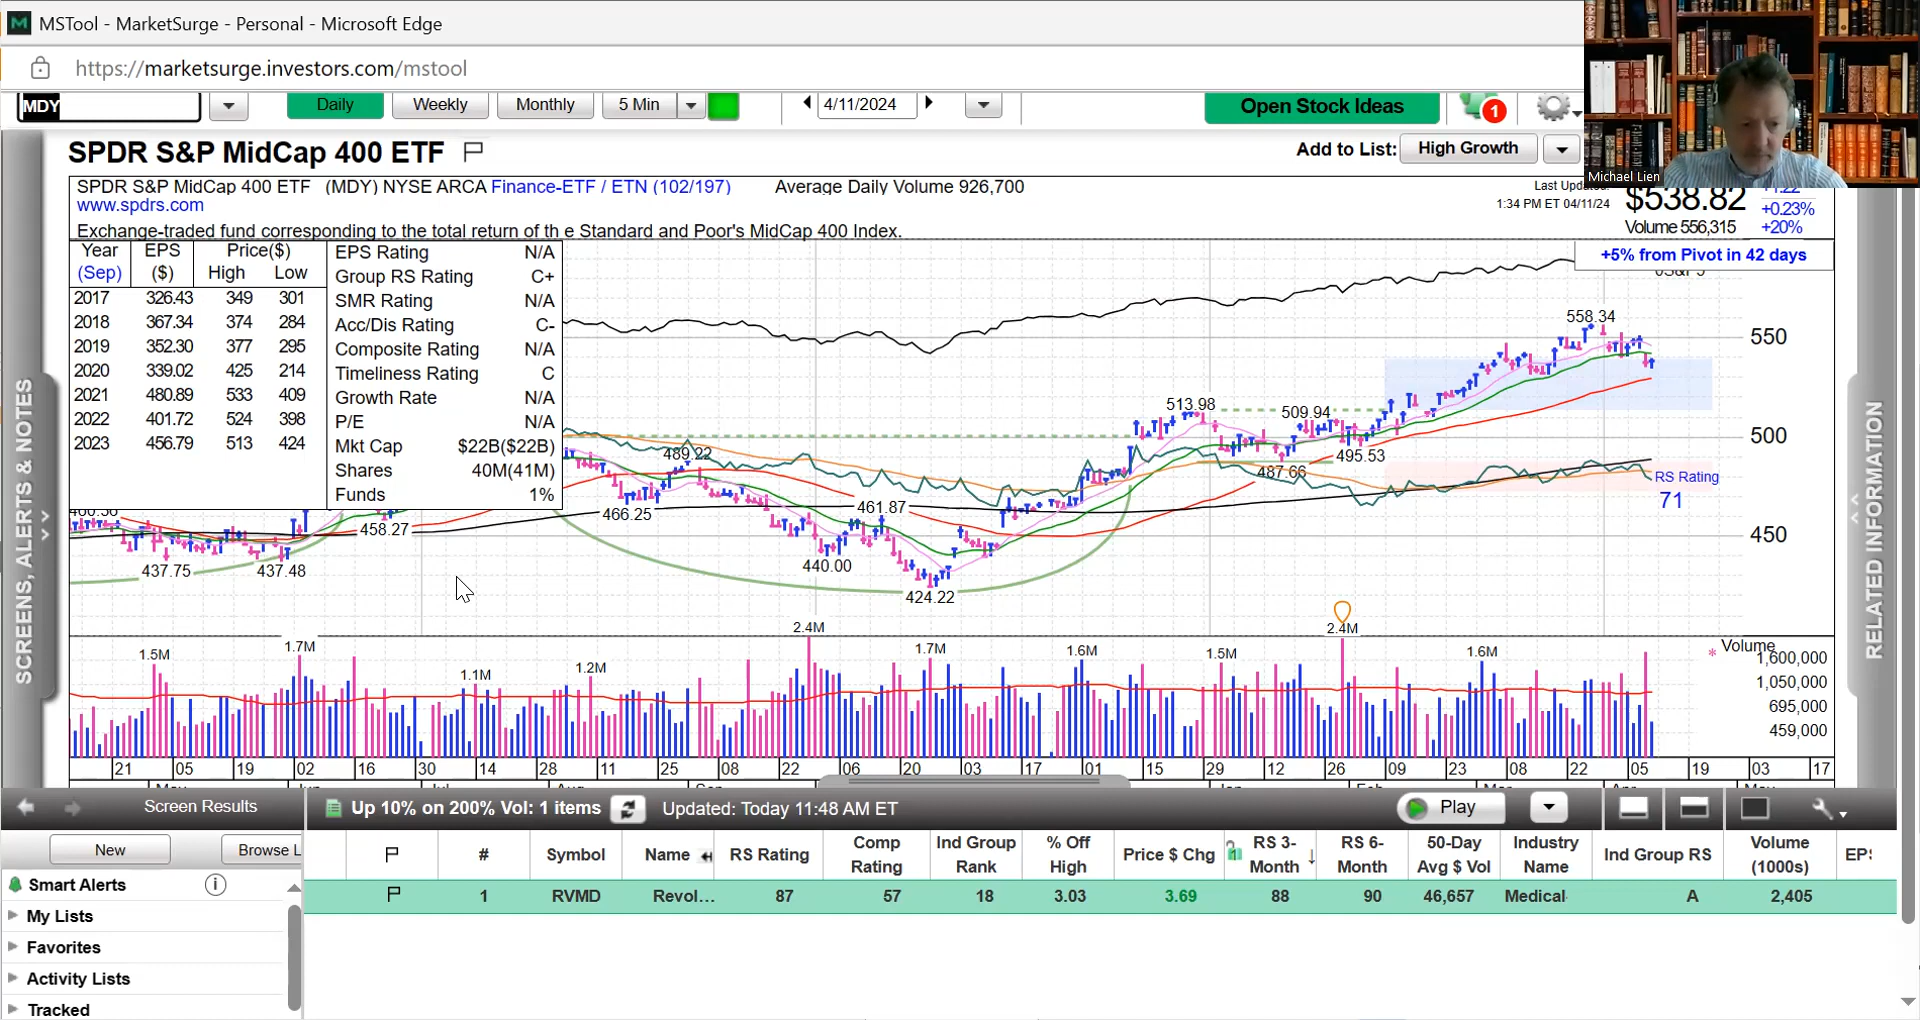 MSTool - MarketSurge - Personal - Microsoft Edge
https://marketsurge.investors.com/mstool
MDY
Daily
Weekly
Monthly
5 Min
4/11/2024
Open Stock Ideas
1
SPDR S&P MidCap 400 ETF
Add to List:
High Growth
Michael Lien
SPDR S&P MidCap 400 ETF (MDY) NYSE ARCA Finance-ETF / ETN (102/197) Average Daily Volume 926,700
www.spdrs.com
Exchange-traded fund corresponding to the total return of th e Standard and Poor's MidCap 400 Index.
Last Updated:
1:34 PM ET 04/11/24
$538.82
+1.22
+0.23%
Volume 556,315
+20%
+5% from Pivot in 42 days
Year EPS Price($)
(Sep) ($) High Low
2017 326.43 349 301
2018 367.34 374 284
2019 352.30 377 295
2020 339.02 425 214
2021 480.89 533 409
2022 401.72 524 398
2023 456.79 513 424
EPS Rating N/A
Group RS Rating C+
SMR Rating N/A
Acc/Dis Rating C-
Composite Rating N/A
Timeliness Rating C
Growth Rate N/A
P/E N/A
Mkt Cap $22B($22B)
Shares 40M(41M)
Funds 1%
558.34
550
513.98
509.94
500
495.53
489.22
487.66
RS Rating
71
466.25
461.87
458.27
450
440.00
437.75
437.48
424.22
2.4M
2.4M
1.7M
1.7M
1.6M
1.6M
1.5M
1.5M
1.2M
1.1M
Volume
1,600,000
1,050,000
695,000
459,000
21 05 19 02 16 30 14 28 11 25 08 22 06 20 03 17 01 15 29 12 26 09 23 08 22 05 19 03 17
SCREENS, ALERTS & NOTES
RELATED INFORMATION
Screen Results
Up 10% on 200% Vol: 1 items
Updated: Today 11:48 AM ET
Play
New
Browse L
# Symbol Name RS Rating Comp Rating Ind Group Rank % Off High Price $ Chg 1 RS 3-Month RS 6-Month 50-Day Avg $ Vol Industry Name Ind Group RS Volume (1000s) EPS
1 RVMD Revol... 87 57 18 3.03 3.69 88 90 46,657 Medical A 2,405
Smart Alerts
My Lists
Favorites
Activity Lists
Tracked